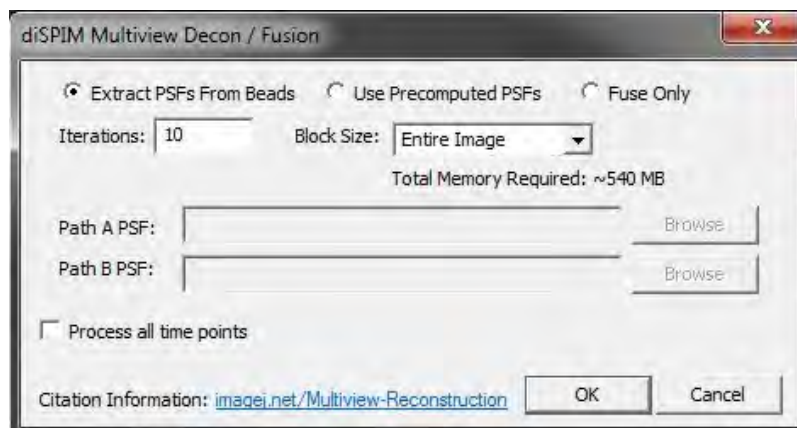 diSPIM Multiview Decon / Fusion
Extract PSFs From Beads Use Precomputed PSFs Fuse Only
Iterations: 10 Block Size: Entire Image
Total Memory Required: ~540 MB
Path A PSF: Browse
Path B PSF: Browse
Process all time points
Citation Information: imagej.net/Multiview-Reconstruction OK Cancel